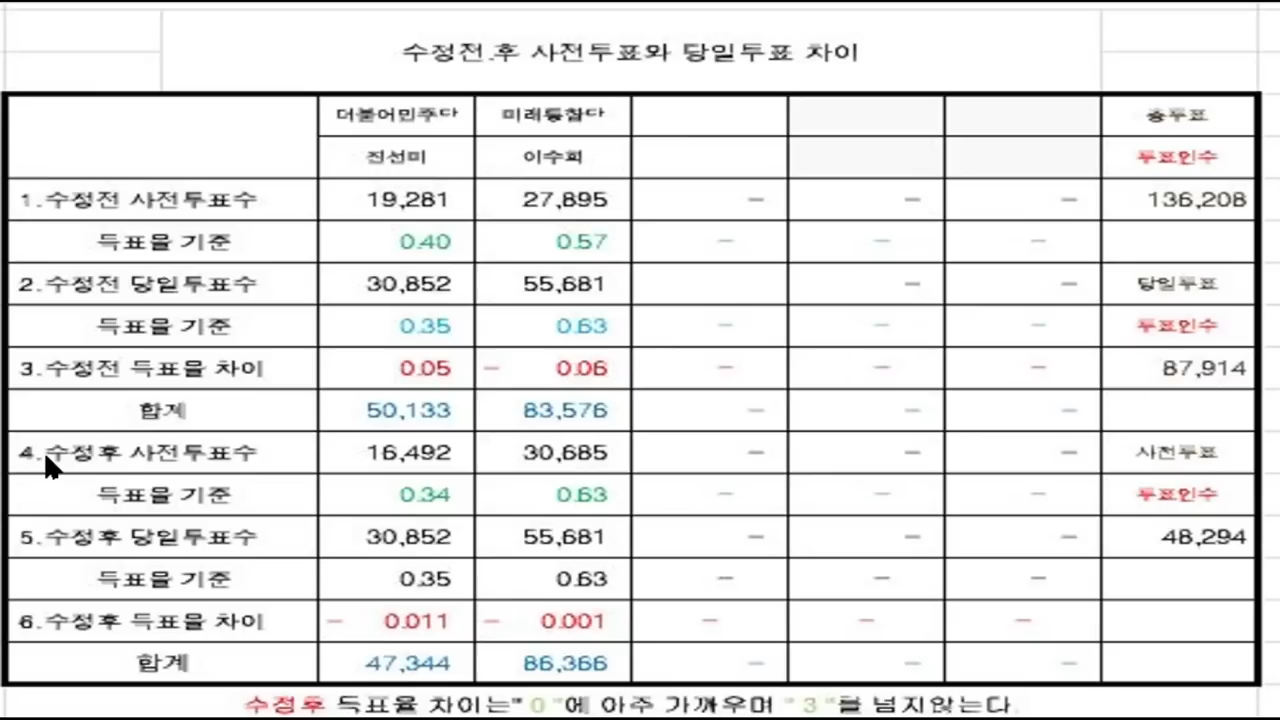 수정전.후 사전투표와 당일투표 차이
더불어민주다 미래통합다 총투표
진선미 이수희 투표인수
1.수정전 사전투표수 19,281 27,895 - - - 136,208
득표율 기준 0.40 0.57 - - -
2.수정전 당일투표수 30,852 55,681 - - 당일투표
득표율 기준 0.35 0.63 - - - 투표인수
3.수정전 득표율 차이 0.05 - 0.06 - - - 87,914
합계 50,133 83,576 - - -
4.수정후 사전투표수 16,492 30,685 - - - 사전투표
득표율 기준 0.34 0.63 - - - 투표인수
5.수정후 당일투표수 30,852 55,681 - - - 48,294
득표율 기준 0.35 0.63 - - -
6.수정후 득표율 차이 - 0.011 - 0.001 - - -
합계 47,344 86,366 - - -
수정후 득표율 차이는" 0 "에 아주 가까우며 " 3 "를 넘지않는다.